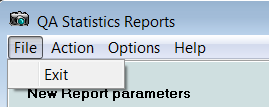 QA Statistics Reports
File Action Options Help
Exit
New Report parameters